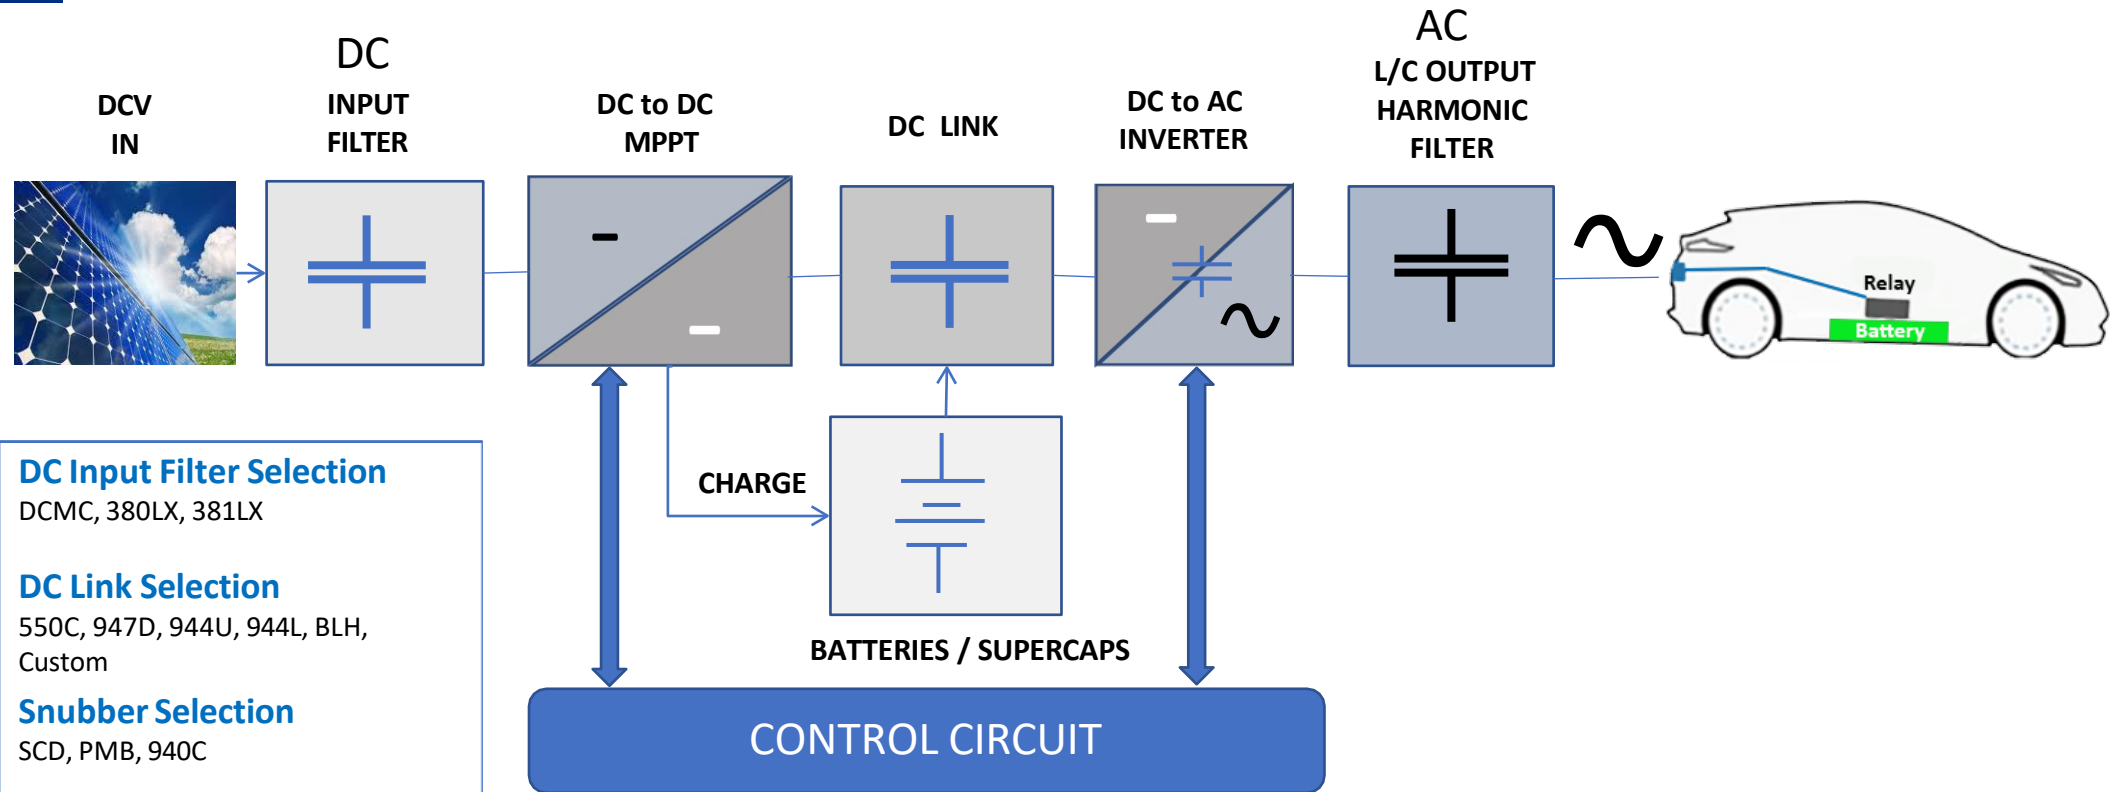 DC
AC
DCV
IN
INPUT
FILTER
DC to DC
MPPT
DC LINK
DC to AC
INVERTER
L/C OUTPUT
HARMONIC
FILTER
Relay
Battery
CHARGE
BATTERIES / SUPERCAPS
CONTROL CIRCUIT
DC Input Filter Selection
DCMC, 380LX, 381LX
DC Link Selection
550C, 947D, 944U, 944L, BLH,
Custom
Snubber Selection
SCD, PMB, 940C